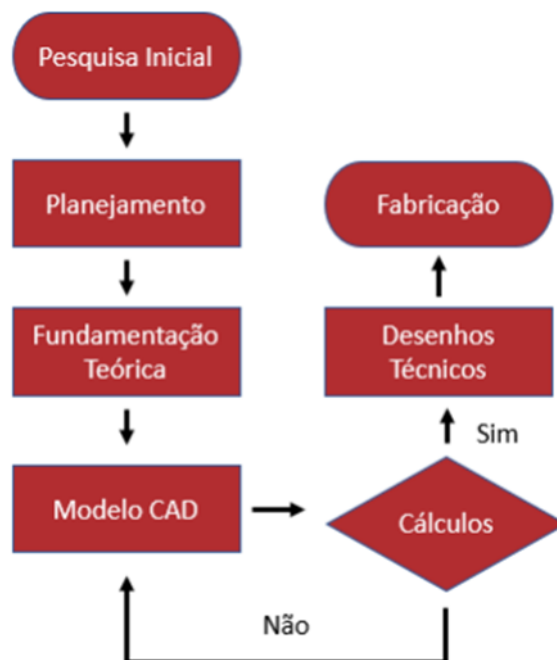 Pesquisa Inicial
Planejamento
Fundamentação
Teórica
Modelo CAD
Fabricação
Desenhos
Técnicos
Sim
Cálculos
Não